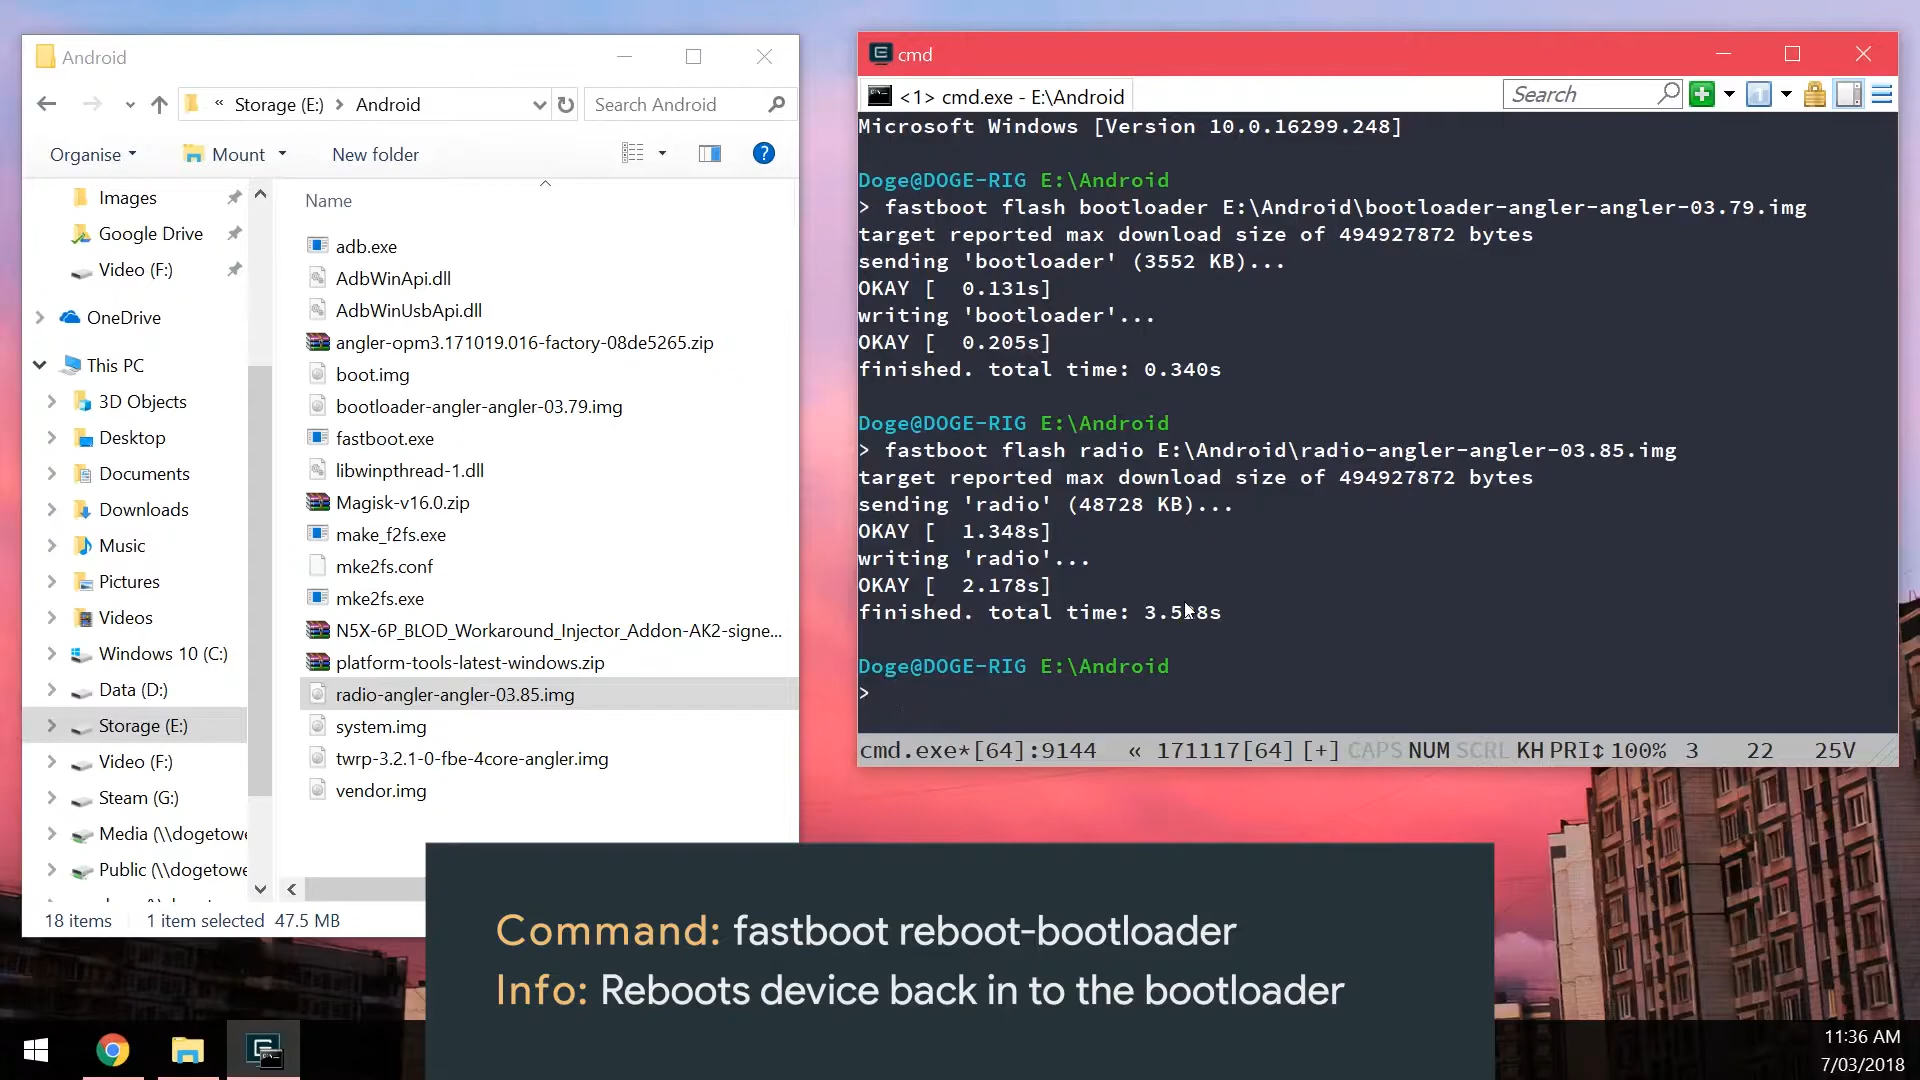 Android
« Storage (E:) > Android
Search Android
Organise
Mount
New folder
Images
Google Drive
Video (F:)
OneDrive
This PC
3D Objects
Desktop
Documents
Downloads
Music
Pictures
Videos
Windows 10 (C:)
Data (D:)
Storage (E:)
Video (F:)
Steam (G:)
Media (\\dogetowe
Public (\\dogetowe
Name
adb.exe
AdbWinApi.dll
AdbWinUsbApi.dll
angler-opm3.171019.016-factory-08de5265.zip
boot.img
bootloader-angler-angler-03.79.img
fastboot.exe
libwinpthread-1.dll
Magisk-v16.0.zip
make_f2fs.exe
mke2fs.conf
mke2fs.exe
N5X-6P_BLOD_Workaround_Injector_Addon-AK2-signe...
platform-tools-latest-windows.zip
radio-angler-angler-03.85.img
system.img
twrp-3.2.1-0-fbe-4core-angler.img
vendor.img
18 items 1 item selected 47.5 MB
cmd
<1> cmd.exe - E:\Android
Search
Microsoft Windows [Version 10.0.16299.248]
Doge@DOGE-RIG E:\Android
> fastboot flash bootloader E:\Android\bootloader-angler-angler-03.79.img
target reported max download size of 494927872 bytes
sending 'bootloader' (3552 KB)...
OKAY [  0.131s]
writing 'bootloader'...
OKAY [  0.205s]
finished. total time: 0.340s
Doge@DOGE-RIG E:\Android
> fastboot flash radio E:\Android\radio-angler-angler-03.85.img
target reported max download size of 494927872 bytes
sending 'radio' (48728 KB)...
OKAY [  1.348s]
writing 'radio'...
OKAY [  2.178s]
finished. total time:
Doge@DOGE-RIG E:\Android
>
cmd.exe*[64]:9144 « 171117[64] [+] CAPS NUM SCRL KH PRI↕ 100% 3 22 25V
Command: fastboot reboot-bootloader
Info: Reboots device back in to the bootloader
11:36 AM
7/03/2018